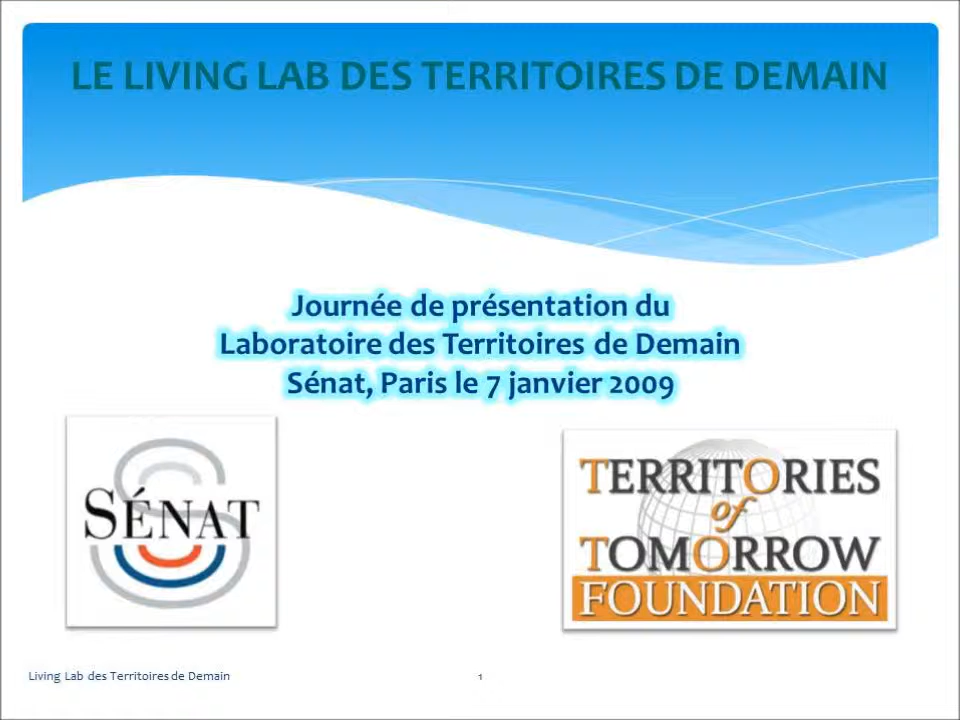 LE LIVING LAB DES TERRITOIRES DE DEMAIN
Journée de présentation du
Laboratoire des Territoires de Demain
Sénat, Paris le 7 janvier 2009
SÉNAT
TERRITORIES
of
TOMORROW
FOUNDATION
Living Lab des Territoires de Demain
1